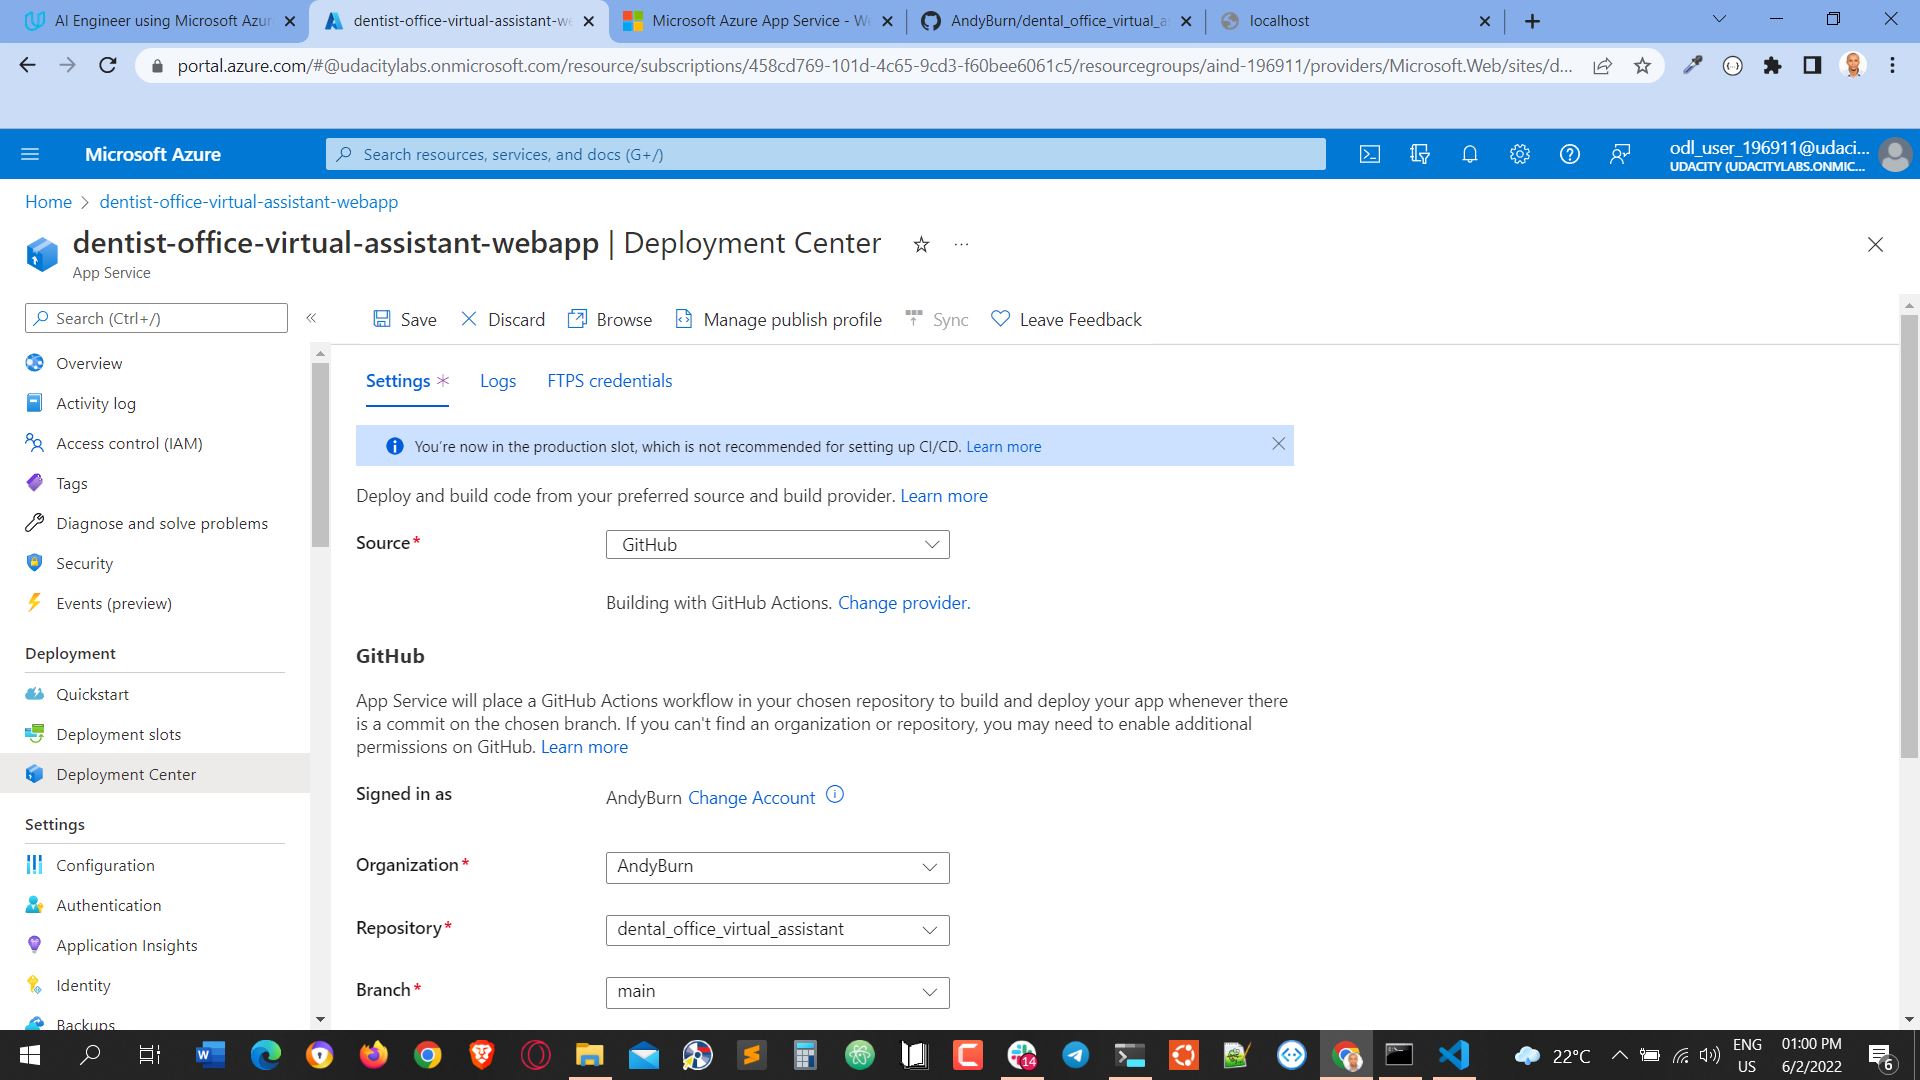 AI Engineer using Microsoft Azur
dentist-office-virtual-assistant-we
Microsoft Azure App Service - We
AndyBurn/dental_office_virtual_as
localhost
portal.azure.com/#@udacitylabs.onmicrosoft.com/resource/subscriptions/458cd769-101d-4c65-9cd3-f60bee6061c5/resourcegroups/aind-196911/providers/Microsoft.Web/sites/d...
Microsoft Azure
Search resources, services, and docs (G+/)
odl_user_196911@udaci...
UDACITY (UDACITYLABS.ONMIC...
Home > dentist-office-virtual-assistant-webapp
dentist-office-virtual-assistant-webapp | Deployment Center
App Service
Search (Ctrl+/)
Overview
Activity log
Access control (IAM)
Tags
Diagnose and solve problems
Security
Events (preview)
Deployment
Quickstart
Deployment slots
Deployment Center
Settings
Configuration
Authentication
Application Insights
Identity
Backups
Save
Discard
Browse
Manage publish profile
Sync
Leave Feedback
Settings *
Logs
FTPS credentials
You're now in the production slot, which is not recommended for setting up CI/CD. Learn more
Deploy and build code from your preferred source and build provider. Learn more
Source*
GitHub
Building with GitHub Actions. Change provider.
GitHub
App Service will place a GitHub Actions workflow in your chosen repository to build and deploy your app whenever there
is a commit on the chosen branch. If you can't find an organization or repository, you may need to enable additional
permissions on GitHub. Learn more
Signed in as
AndyBurn Change Account
Organization*
AndyBurn
Repository*
dental_office_virtual_assistant
Branch*
main
14
22°C
ENG
US
01:00 PM
6/2/2022
6